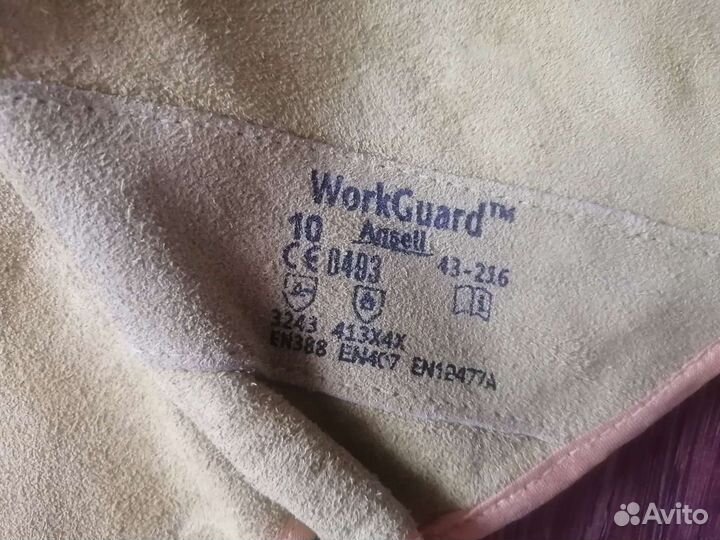 WorkGuard™
10 Ansell
CE 0493 43-216
3243 413X4X
EN388 EN407 EN12477A
Avito